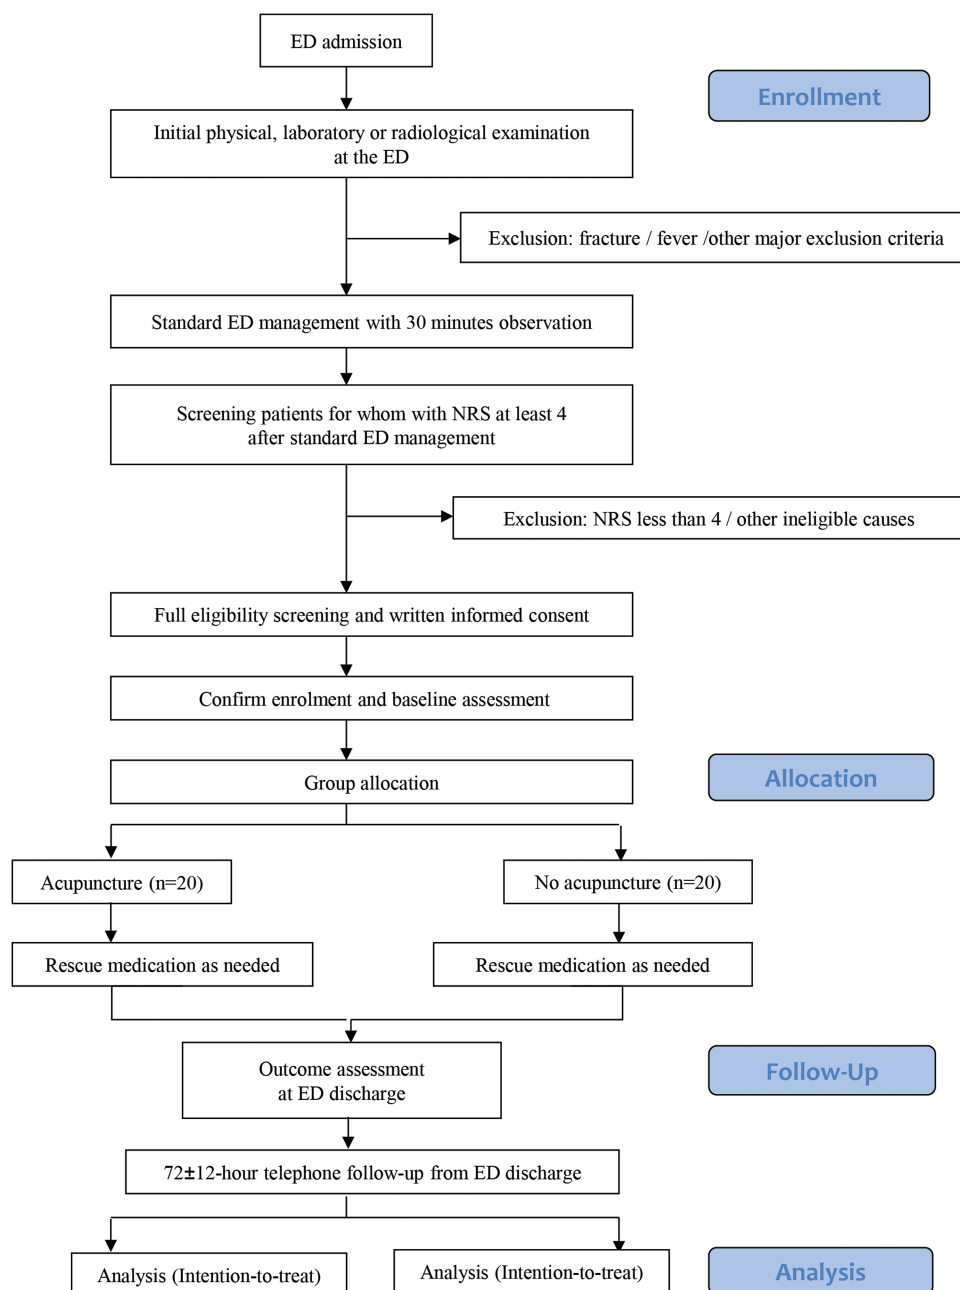 ED admission
Enrollment
Initial physical, laboratory or radiological examination
at the ED
Exclusion: fracture / fever /other major exclusion criteria
Standard ED management with 30 minutes observation
Screening patients for whom with NRS at least 4
after standard ED management
Exclusion: NRS less than 4 / other ineligible causes
Full eligibility screening and written informed consent
Confirm enrolment and baseline assessment
Group allocation
Allocation
Acupuncture (n=20)
No acupuncture (n=20)
Rescue medication as needed
Rescue medication as needed
Outcome assessment
at ED discharge
Follow-Up
72±12-hour telephone follow-up from ED discharge
Analysis (Intention-to-treat)
Analysis (Intention-to-treat)
Analysis